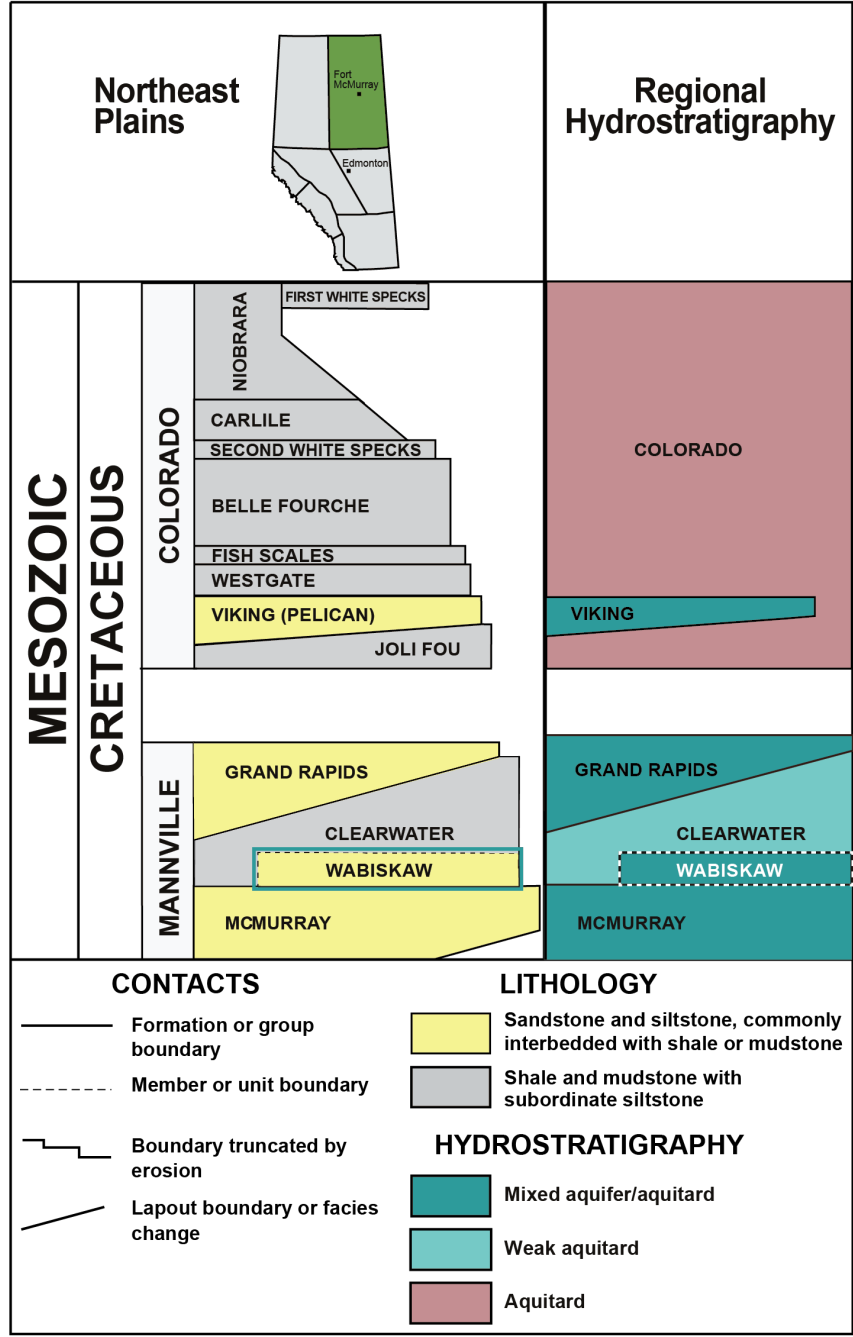 Northeast
Plains
Fort
McMurray
Edmonton
Regional
Hydrostratigraphy
MESOZOIC
CRETACEOUS
COLORADO
NIOBRARA
FIRST WHITE SPECKS
CARLILE
SECOND WHITE SPECKS
BELLE FOURCHE
FISH SCALES
WESTGATE
VIKING (PELICAN)
JOLI FOU
COLORADO
VIKING
MANNVILLE
GRAND RAPIDS
CLEARWATER
WABISKAW
MCMURRAY
GRAND RAPIDS
CLEARWATER
WABISKAW
MCMURRAY
CONTACTS
Formation or group
boundary
Member or unit boundary
Boundary truncated by
erosion
Lapout boundary or facies
change
LITHOLOGY
Sandstone and siltstone, commonly
interbedded with shale or mudstone
Shale and mudstone with
subordinate siltstone
HYDROSTRATIGRAPHY
Mixed aquifer/aquitard
Weak aquitard
Aquitard